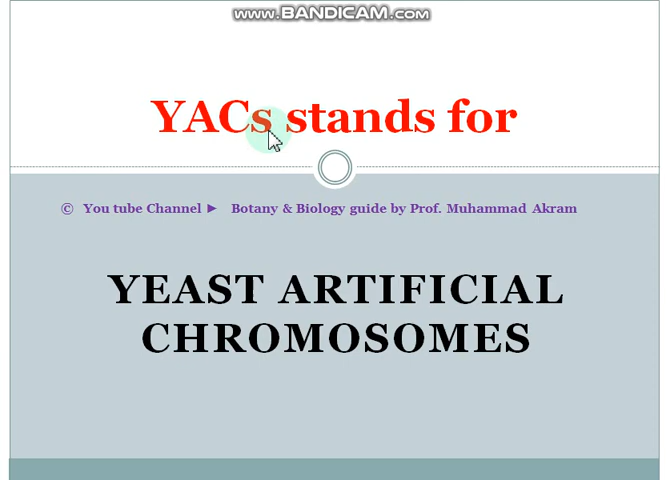 www.BANDICAM.com
YACs stands for
© You tube Channel ► Botany & Biology guide by Prof. Muhammad Akram
YEAST ARTIFICIAL
CHROMOSOMES